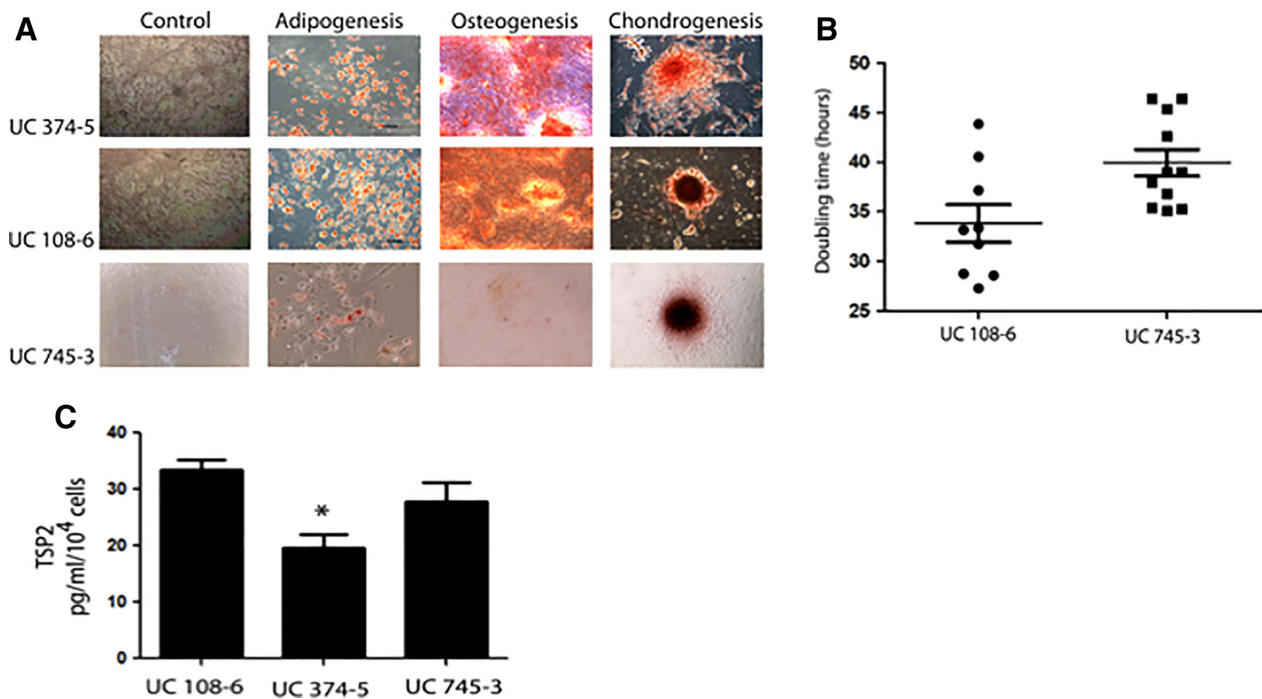 A
Control Adipogenesis Osteogenesis Chondrogenesis
UC 374-5
UC 108-6
UC 745-3
B
Doubling time (hours)
50
45
40
35
30
25
UC 108-6 UC 745-3
C
TSP2
pg/ml/10⁴ cells
40
30
20
10
0
*
UC 108-6 UC 374-5 UC 745-3